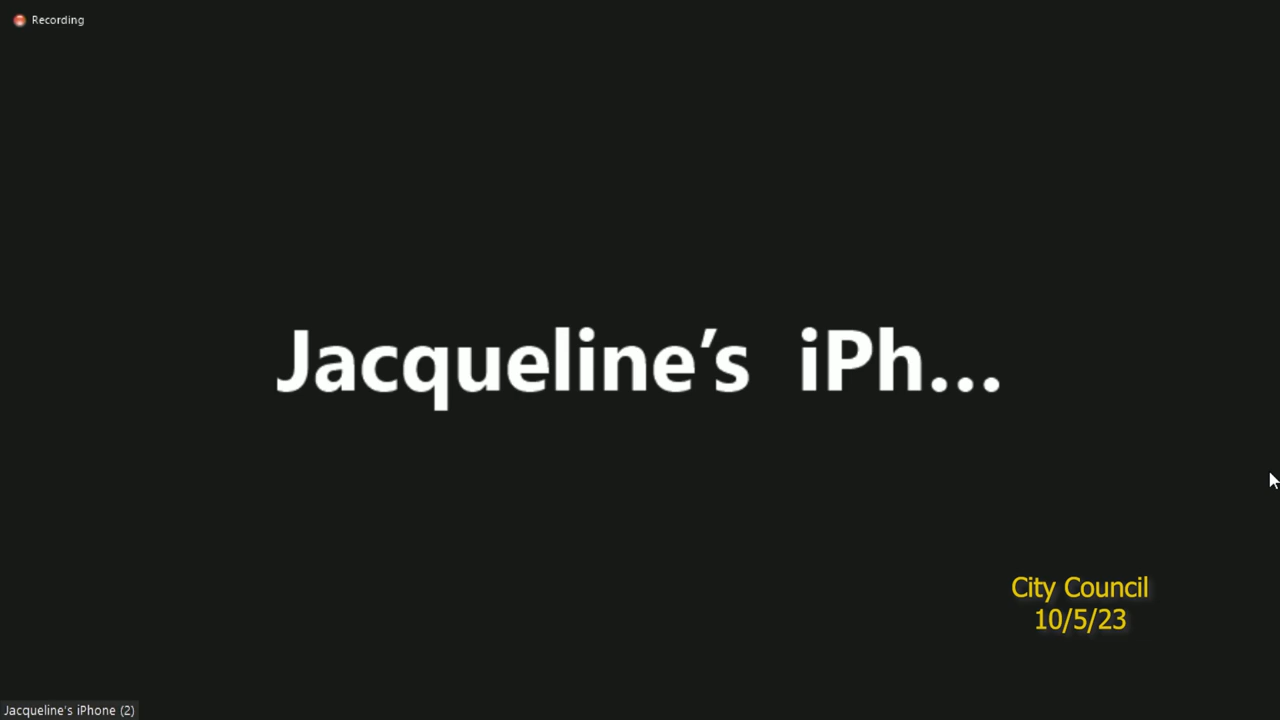 Recording
Jacqueline’s iPh...
City Council
10/5/23
Jacqueline's iPhone (2)